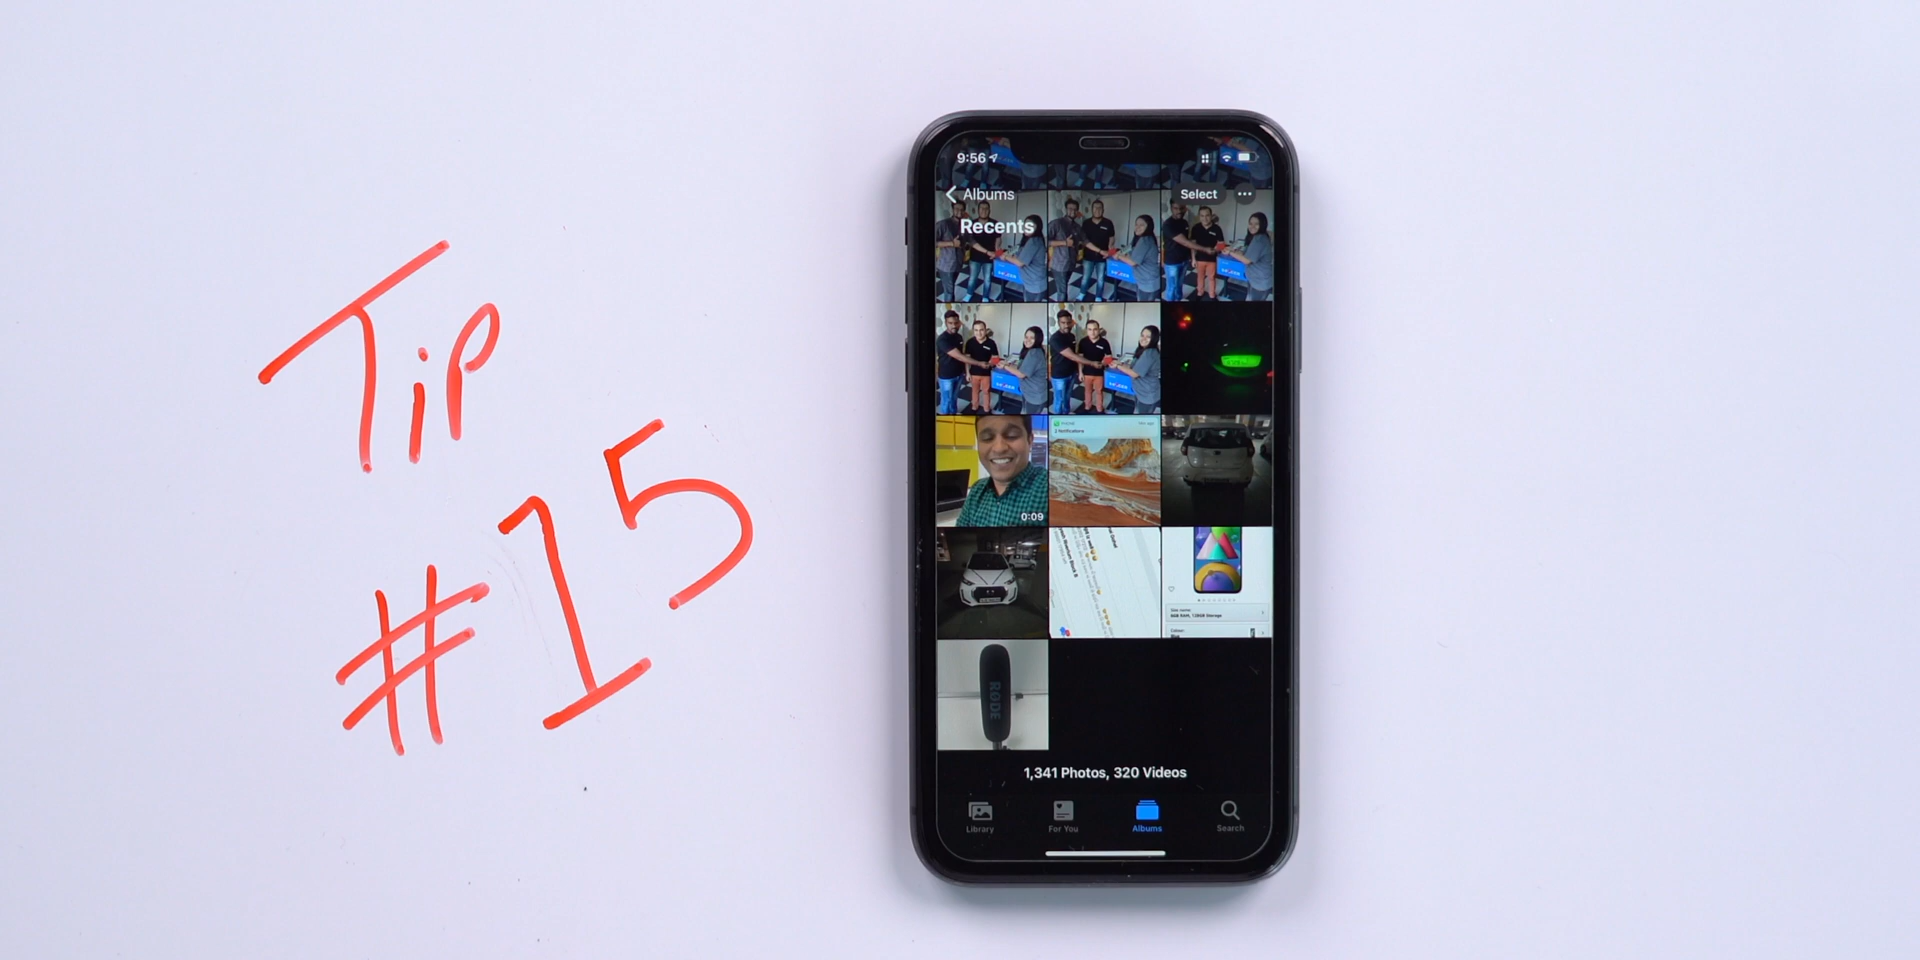 Tip
#15
9:56
Albums
Select
Recents
0:09
RØDE
1,341 Photos, 320 Videos
Library
For You
Albums
Search